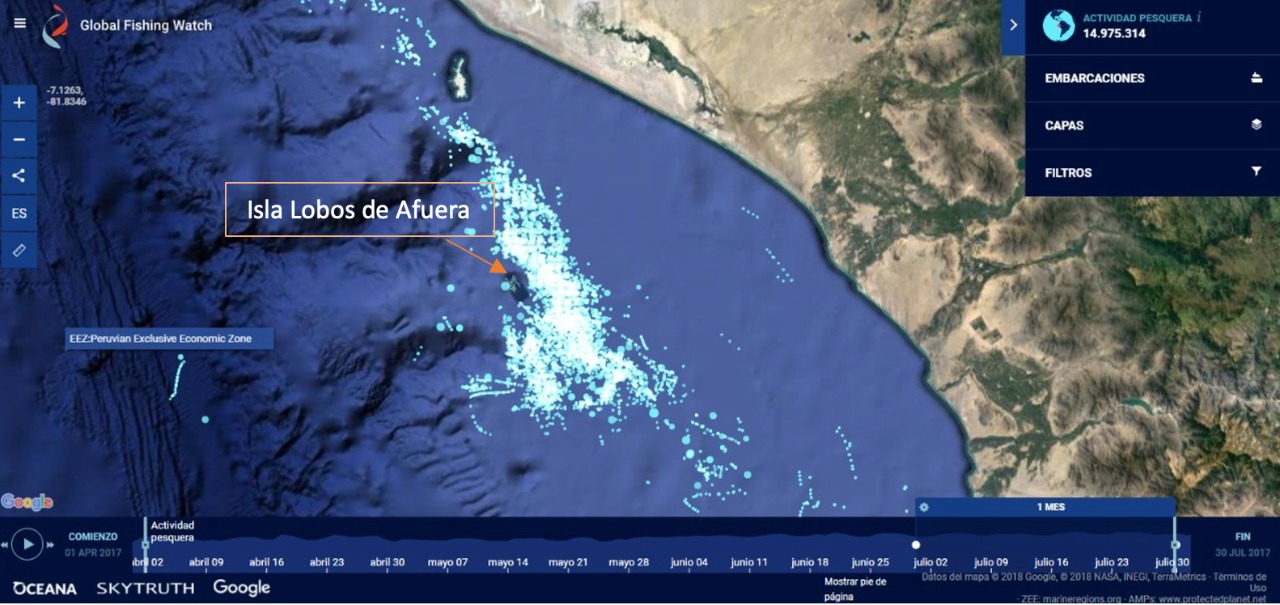 Global Fishing Watch
ACTIVIDAD PESQUERA i
14.975.314
EMBARCACIONES
CAPAS
FILTROS
-7.1263,
-81.8346
ES
Isla Lobos de Afuera
EEZ:Peruvian Exclusive Economic Zone
Google
1 MES
COMIENZO
01 APR 2017
Actividad
pesquera
abril 02 abril 09 abril 16 abril 23 abril 30 mayo 07 mayo 14 mayo 21 mayo 28 junio 04 junio 11 junio 18 junio 25 julio 02 julio 09 julio 16 julio 23 julio 30
FIN
30 JUL 2017
OCEANA SKYTRUTH Google
Mostrar pie de
página
Datos del mapa © 2018 Google, © 2018 NASA, INEGI, TerraMetrics · Términos de
Uso
· ZEE: marineregions.org · AMPs: www.protectedplanet.net